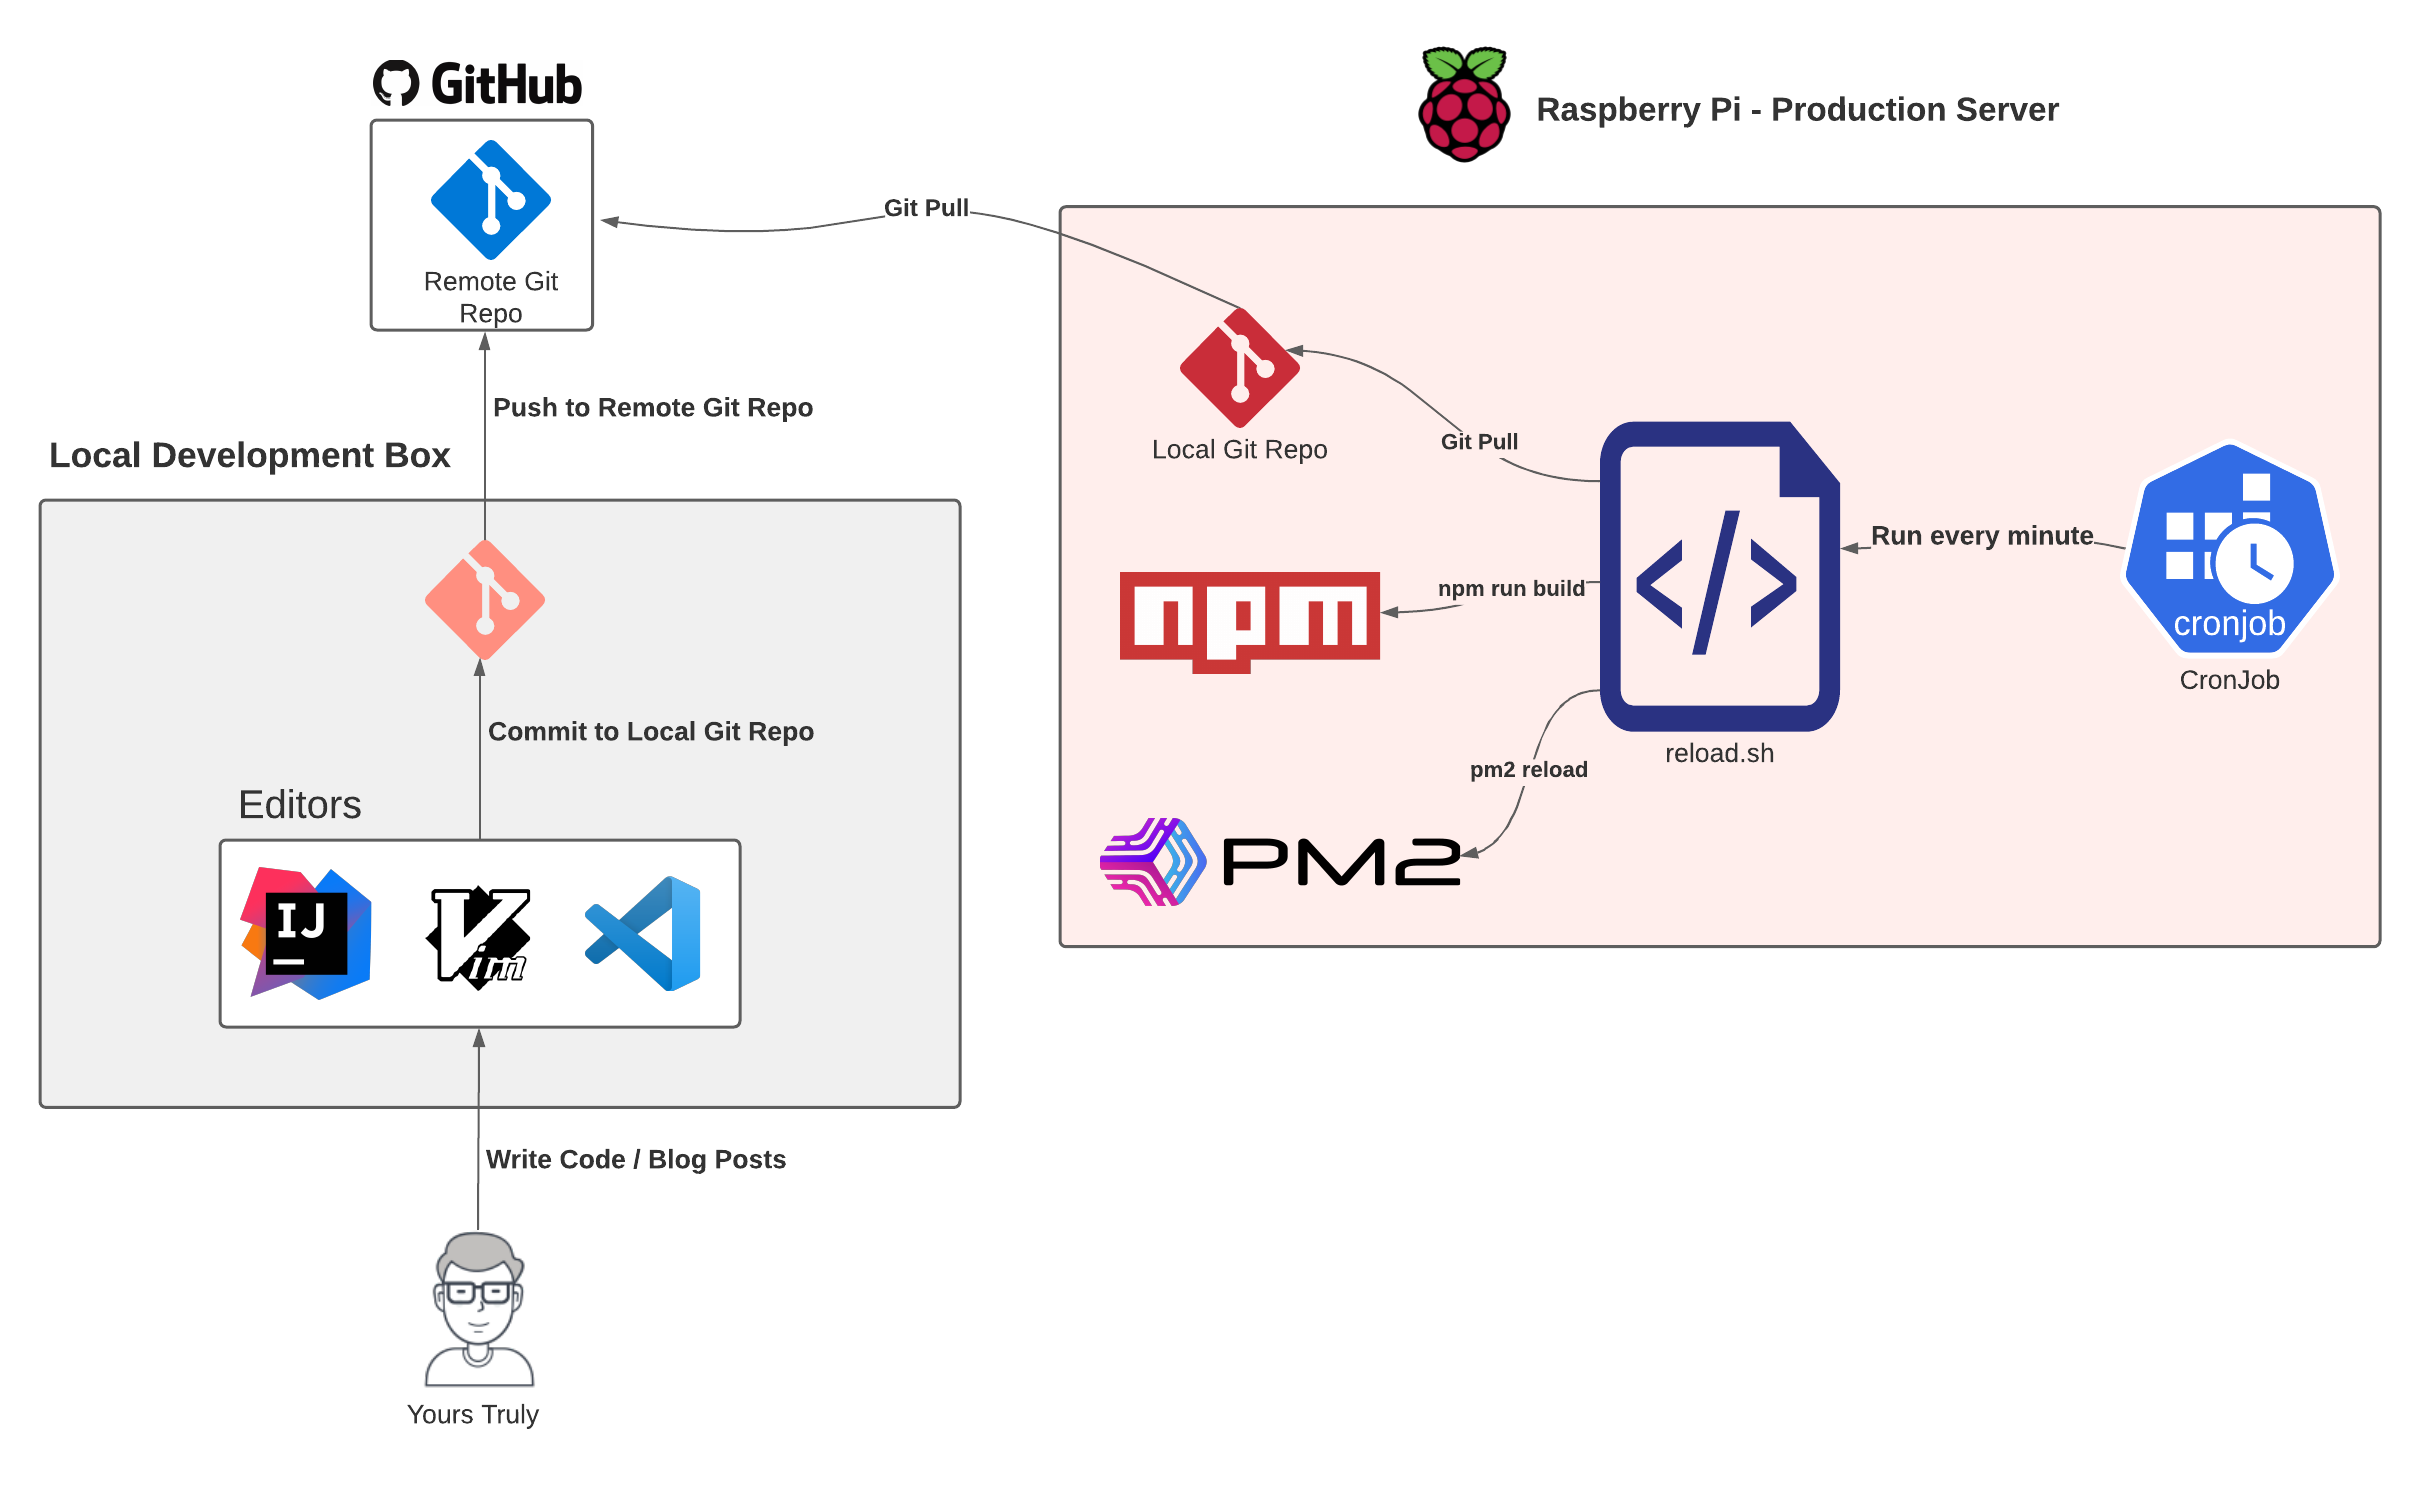 GitHub
Remote Git
Repo
Push to Remote Git Repo
Local Development Box
Commit to Local Git Repo
Editors
IJ
Vim
Write Code / Blog Posts
Yours Truly
Raspberry Pi - Production Server
Git Pull
Local Git Repo
Git Pull
npm
npm run build
</>
reload.sh
Run every minute
cronjob
CronJob
pm2 reload
PM2